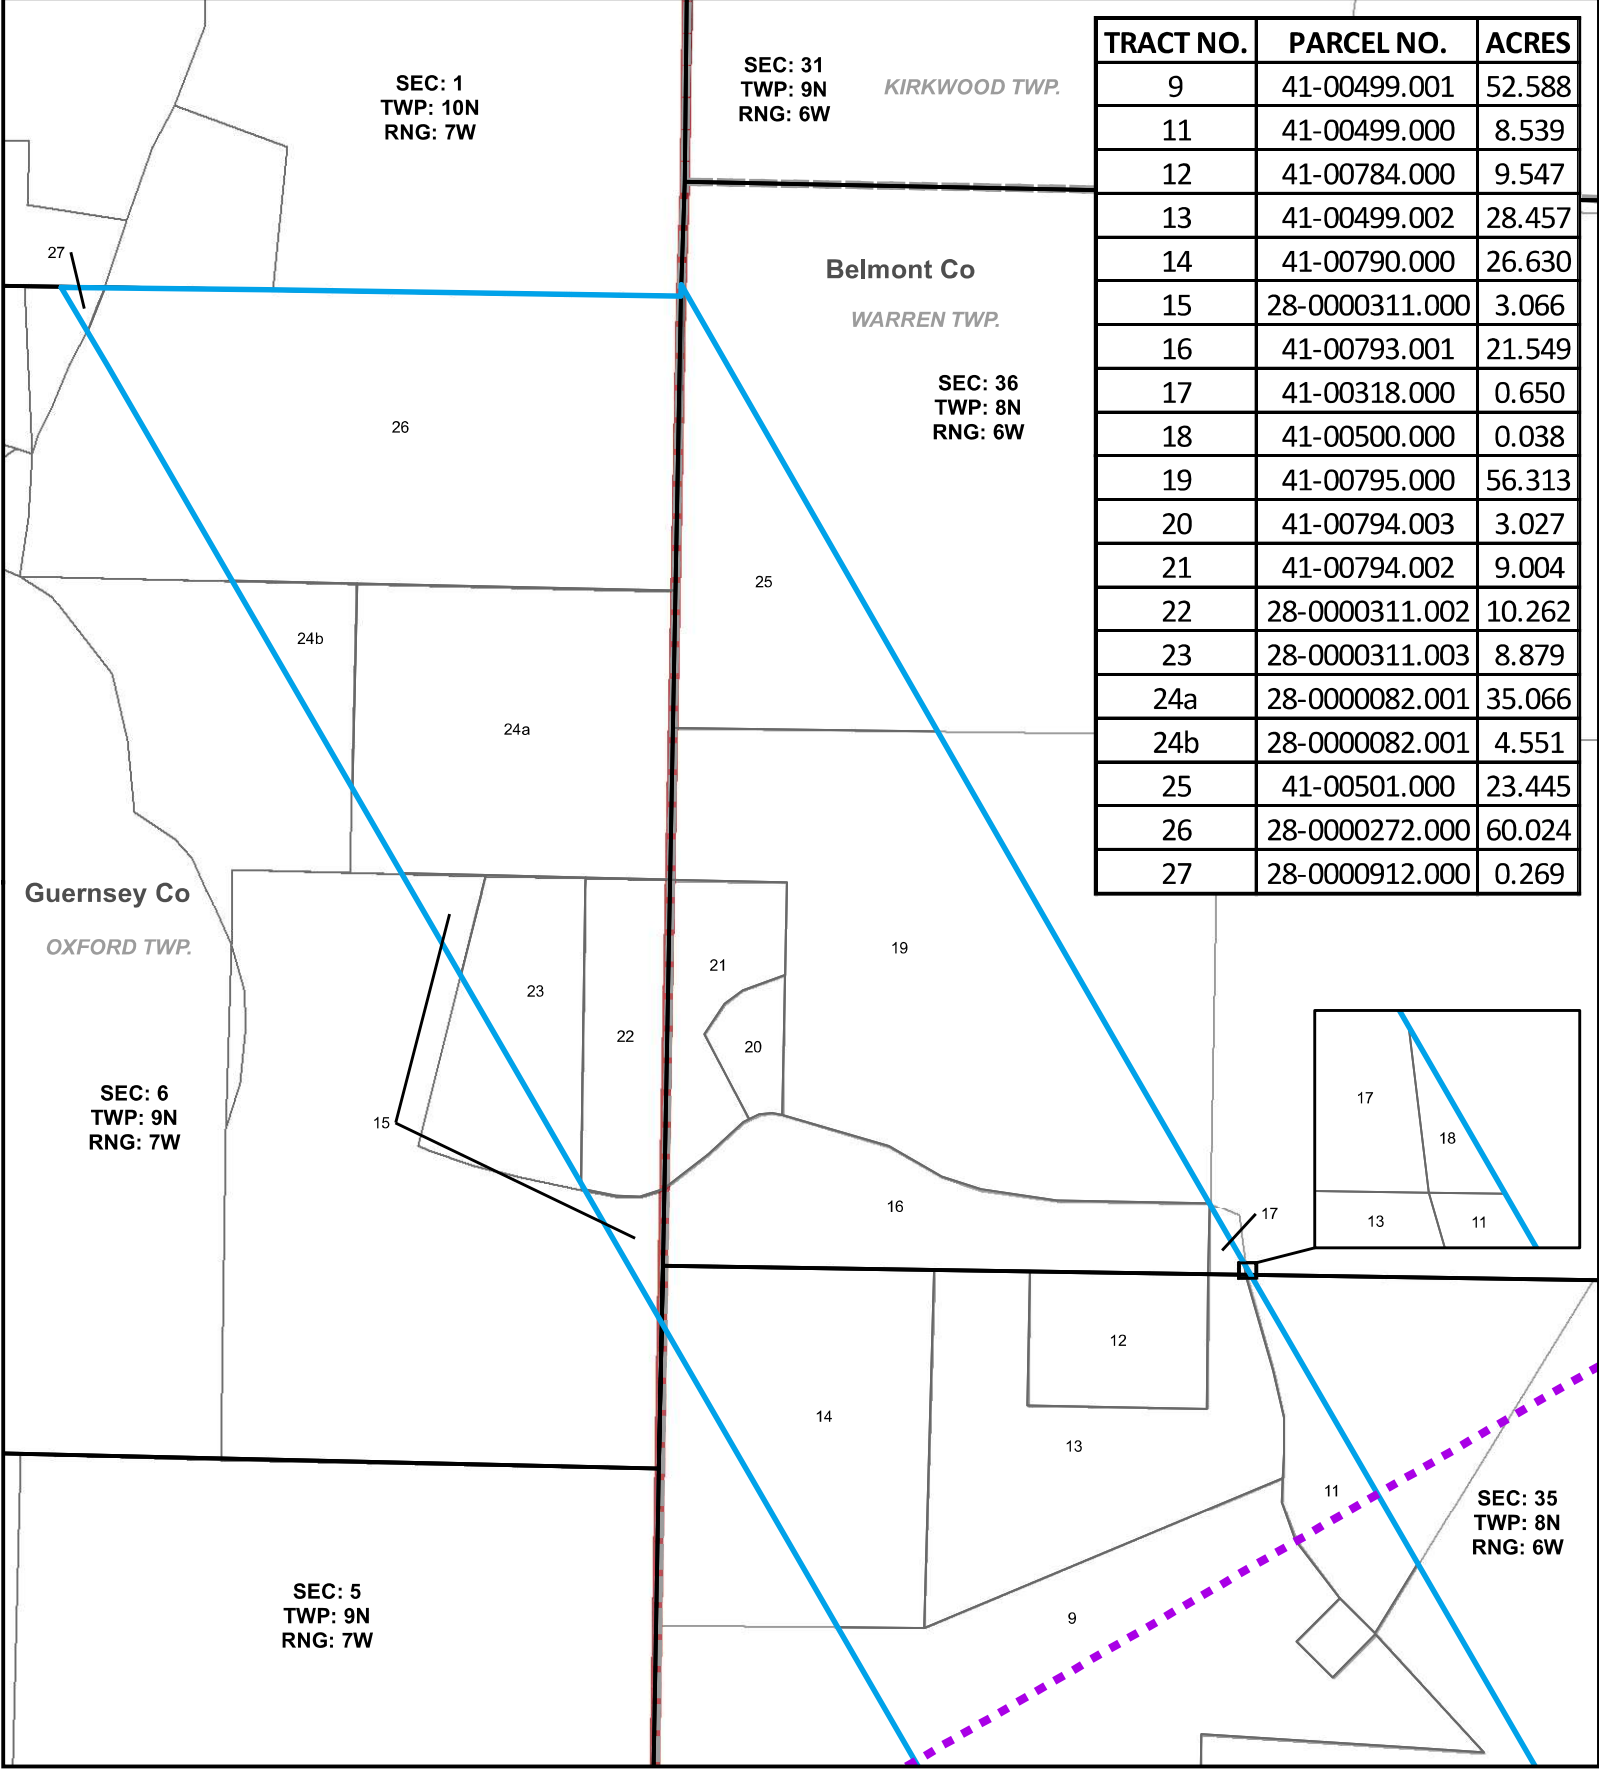 SEC: 1
TWP: 10N
RNG: 7W
SEC: 31
TWP: 9N
RNG: 6W
KIRKWOOD TWP.
TRACT NO. PARCEL NO. ACRES
9 41-00499.001 52.588
11 41-00499.000 8.539
12 41-00784.000 9.547
13 41-00499.002 28.457
14 41-00790.000 26.630
15 28-0000311.000 3.066
16 41-00793.001 21.549
17 41-00318.000 0.650
18 41-00500.000 0.038
19 41-00795.000 56.313
20 41-00794.003 3.027
21 41-00794.002 9.004
22 28-0000311.002 10.262
23 28-0000311.003 8.879
24a 28-0000082.001 35.066
24b 28-0000082.001 4.551
25 41-00501.000 23.445
26 28-0000272.000 60.024
27 28-0000912.000 0.269
27
Belmont Co
WARREN TWP.
SEC: 36
TWP: 8N
RNG: 6W
26
25
24b
24a
Guernsey Co
OXFORD TWP.
19
21
23
22
20
SEC: 6
TWP: 9N
RNG: 7W
15
17
18
13
11
16
17
12
14
13
11
SEC: 35
TWP: 8N
RNG: 6W
SEC: 5
TWP: 9N
RNG: 7W
9